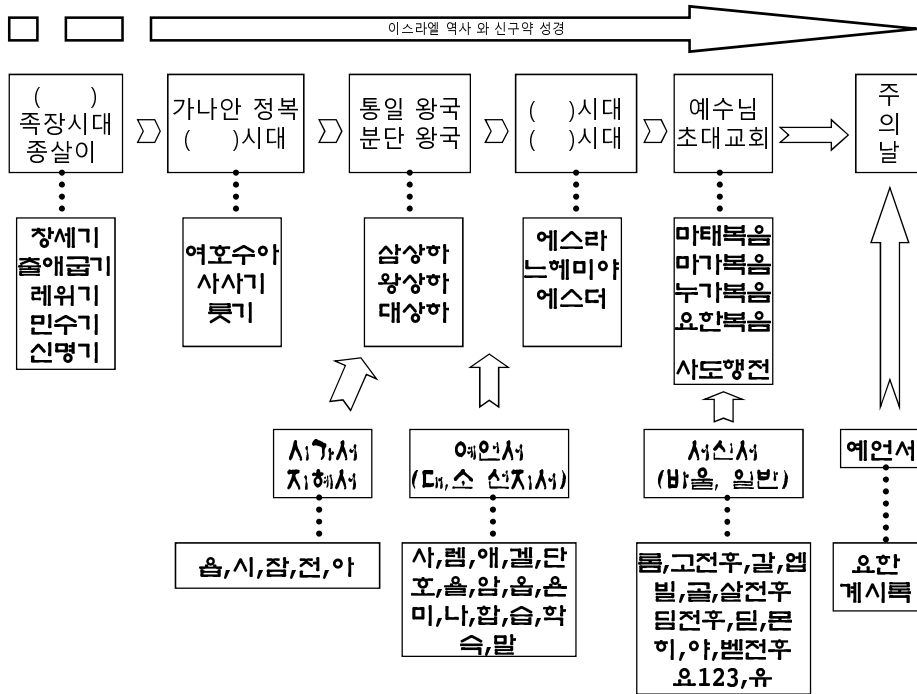 이스라엘 역사 와 신구약 성경
(    )
족장시대
종살이
가나안 정복
(    )시대
통일 왕국
분단 왕국
(   )시대
(   )시대
예수님
초대교회
주
의
날
창세기
출애굽기
레위기
민수기
신명기
여호수아
사사기
룻기
삼상하
왕상하
대상하
에스라
느헤미야
에스더
마태복음
마가복음
누가복음
요한복음
사도행전
시가서
지혜서
예언서
(대,소 선지서)
서신서
(바울, 일반)
예언서
욥,시,잠,전,아
사,렘,애,겔,단
호,욜,암,옵,욘
미,나,합,습,학
슥,말
롬,고전후,갈,엡
빌,골,살전후
딤전후,딛,몬
히,야,벧전후
요123,유
요한
계시록